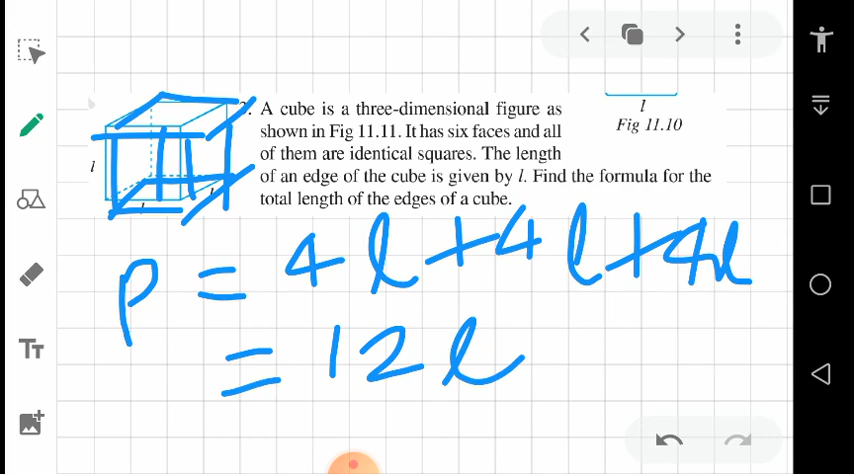 A cube is a three-dimensional figure as
shown in Fig 11.11. It has six faces and all
of them are identical squares. The length
of an edge of the cube is given by l. Find the formula for the
total length of the edges of a cube.
l
Fig 11.10
l
P = 4l + 4l + 4l
= 12l
TT